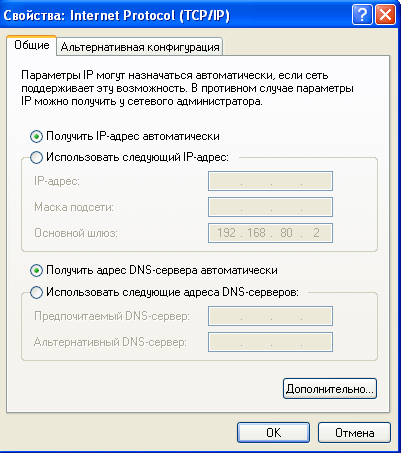 Свойства: Internet Protocol (TCP/IP)
Общие
Альтернативная конфигурация
Параметры IP могут назначаться автоматически, если сеть
поддерживает эту возможность. В противном случае параметры
IP можно получить у сетевого администратора.
Получить IP-адрес автоматически
Использовать следующий IP-адрес:
IP-адрес:
Маска подсети:
Основной шлюз: 192 . 168 . 80 . 2
Получить адрес DNS-сервера автоматически
Использовать следующие адреса DNS-серверов:
Предпочитаемый DNS-сервер:
Альтернативный DNS-сервер:
Дополнительно...
OK
Отмена